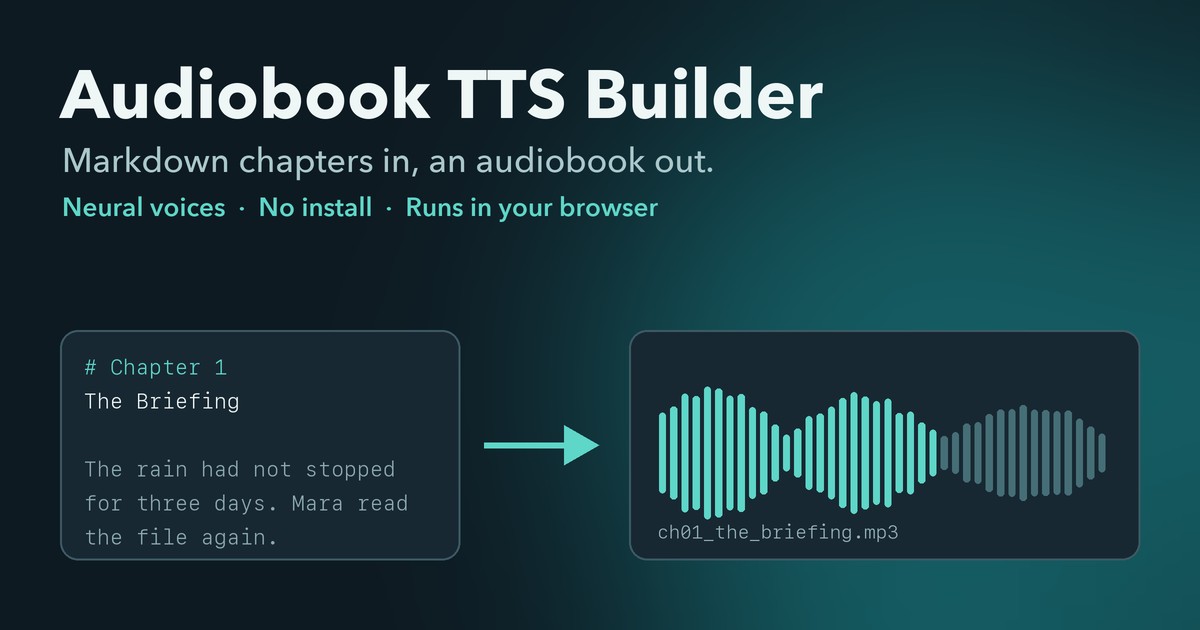 Audiobook TTS Builder
Markdown chapters in, an audiobook out.
Neural voices · No install · Runs in your browser
# Chapter 1
The Briefing
The rain had not stopped
for three days. Mara read
the file again.
ch01_the_briefing.mp3